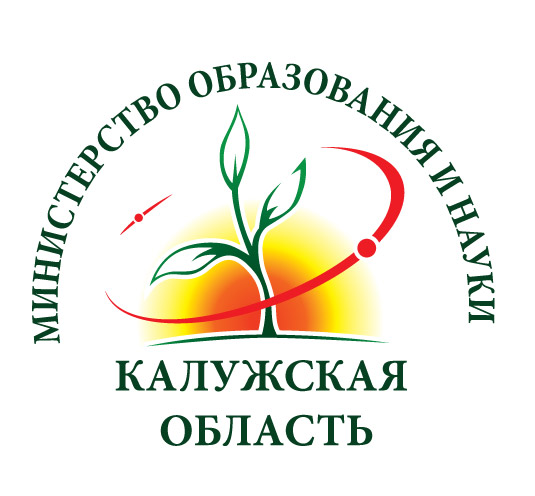 МИНИСТЕРСТВО ОБРАЗОВАНИЯ И НАУКИ
КАЛУЖСКАЯ
ОБЛАСТЬ